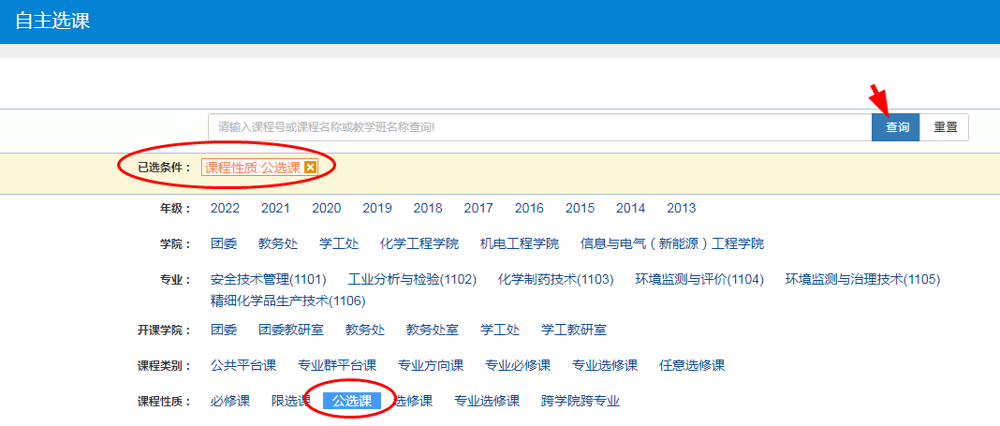 自主选课
请输入课程号或课程名称或教学班名称查询! 查询 重置
已选条件： 课程性质:公选课
年级： 2022 2021 2020 2019 2018 2017 2016 2015 2014 2013
学院： 团委 教务处 学工处 化学工程学院 机电工程学院 信息与电气（新能源）工程学院
专业： 安全技术管理(1101) 工业分析与检验(1102) 化学制药技术(1103) 环境监测与评价(1104) 环境监测与治理技术(1105)
精细化学品生产技术(1106)
开课学院： 团委 团委教研室 教务处 教务处室 学工处 学工教研室
课程类别： 公共平台课 专业群平台课 专业方向课 专业必修课 专业选修课 任意选修课
课程性质： 必修课 限选课 公选课 选修课 专业选修课 跨学院跨专业